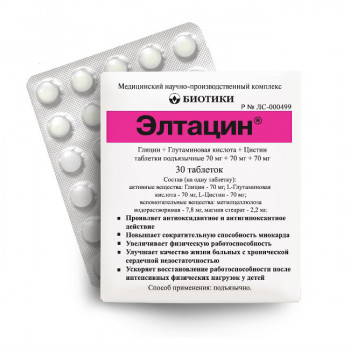 Медицинский научно-производственный комплекс
БИОТИКИ
Р № ЛС-000499
Элтацин®
Глицин + Глутаминовая кислота + Цистин
таблетки подъязычные 70 мг + 70 мг + 70 мг
30 таблеток
Состав (на одну таблетку):
активные вещества: Глицин - 70 мг, L-Глутаминовая
кислота - 70 мг, L-Цистин - 70 мг;
вспомогательные вещества: метилцеллюлоза
водорастворимая - 7,8 мг, магния стеарат - 2,2 мг.
• Проявляет антиоксидантное и антигипоксантное
действие
• Повышает сократительную способность миокарда
• Увеличивает физическую работоспособность
• Улучшает качество жизни больных с хронической
сердечной недостаточностью
• Ускоряет восстановление работоспособности после
интенсивных физических нагрузок у детей
Способ применения: подъязычно.